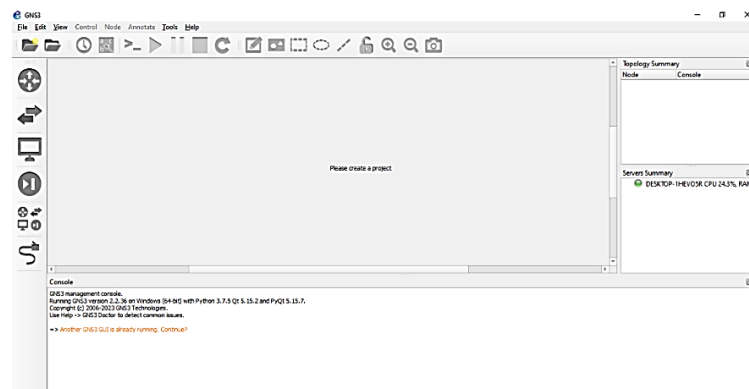 GNS3
File Edit View Control Node Annotate Tools Help
Topology Summary
Node Console
Please create a project
Servers Summary
DESKTOP-1HEVO5R CPU 24.3%, RAM
Console
GNS3 management console.
Running GNS3 version 2.2.36 on Windows (64-bit) with Python 3.7.5 Qt 5.15.2 and PyQt 5.15.7.
Copyright (c) 2006-2023 GNS3 Technologies.
Use Help -> GNS3 Doctor to detect common issues.
=> Another GNS3 GUI is already running. Continue?